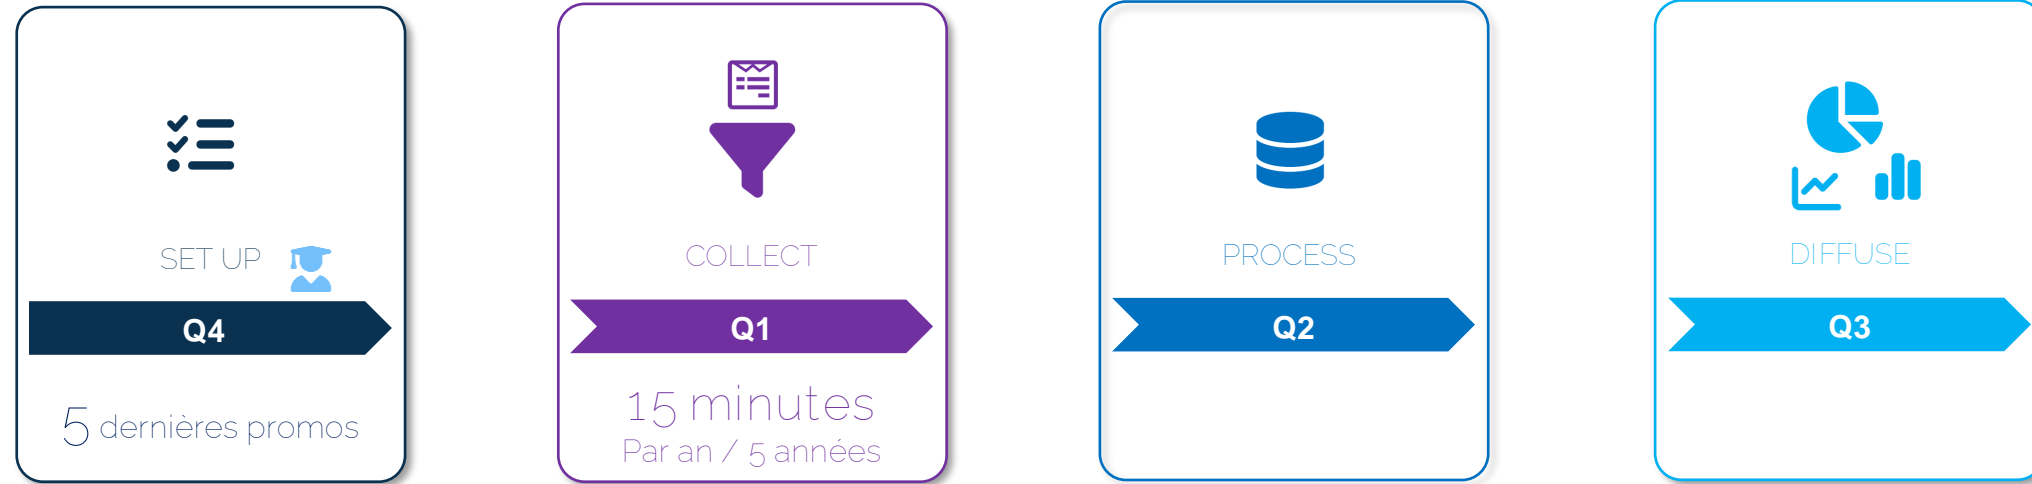 SET UP
Q4
5 dernières promos
COLLECT
Q1
15 minutes
Par an / 5 années
PROCESS
Q2
DIFFUSE
Q3